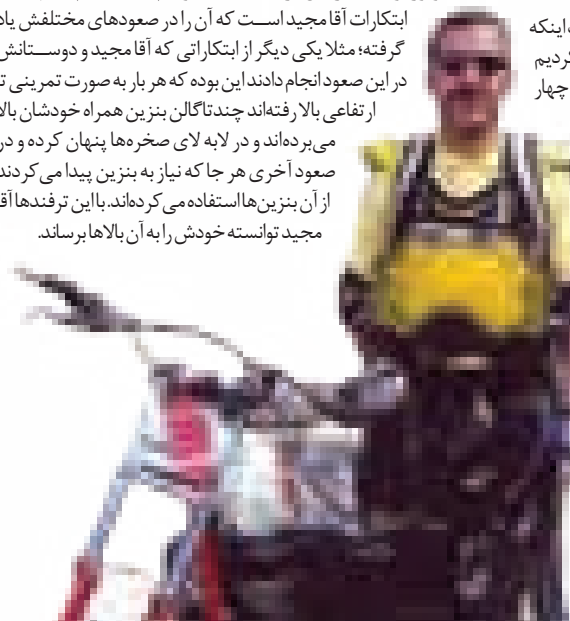 ابتکارات آقا مجید است که آن را در صعودهای مختلفش یاد
گرفته؛ مثلا یکی دیگر از ابتکاراتی که آقا مجید و دوستانش
در این صعود انجام دادند این بوده که هر بار به صورت تمرینی ت
ارتفاعی بالا رفته‌اند چندتا گالن بنزین همراه خودشان بالا
می‌برده‌اند و در لابه لای صخره‌ها پنهان کرده و در
صعود آخری هر جا که نیاز به بنزین پیدا می‌کردند
از آن بنزین‌ها استفاده می‌کرده‌اند. با این ترفندها آقا
مجید توانسته خودش را به آن بالاها برساند.
اینکه
کردیم
چهار